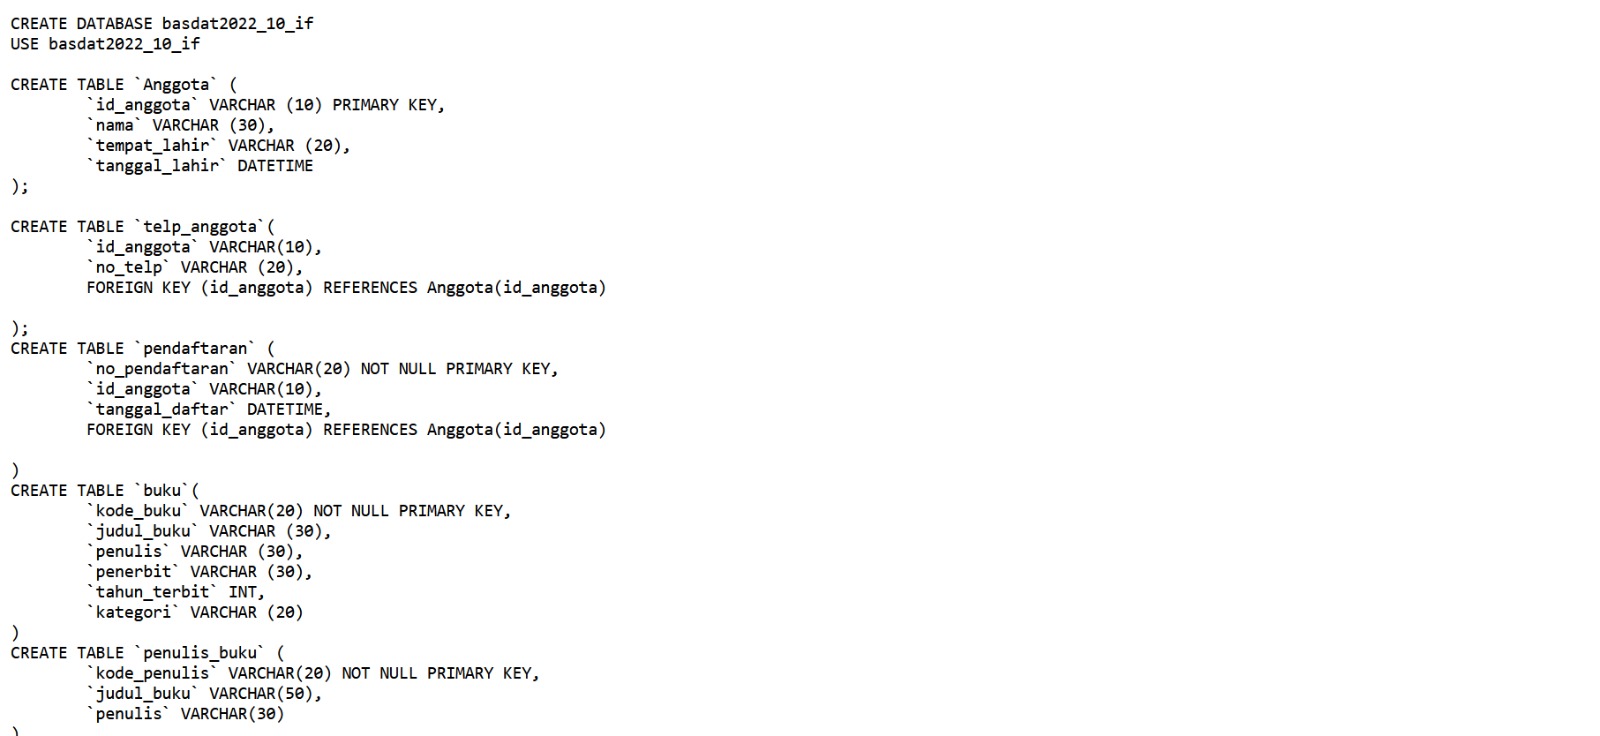 CREATE DATABASE basdat2022_10_if
USE basdat2022_10_if

CREATE TABLE `Anggota` (
        `id_anggota` VARCHAR (10) PRIMARY KEY,
        `nama` VARCHAR (30),
        `tempat_lahir` VARCHAR (20),
        `tanggal_lahir` DATETIME
);

CREATE TABLE `telp_anggota`(
        `id_anggota` VARCHAR(10),
        `no_telp` VARCHAR (20),
        FOREIGN KEY (id_anggota) REFERENCES Anggota(id_anggota)

);
CREATE TABLE `pendaftaran` (
        `no_pendaftaran` VARCHAR(20) NOT NULL PRIMARY KEY,
        `id_anggota` VARCHAR(10),
        `tanggal_daftar` DATETIME,
        FOREIGN KEY (id_anggota) REFERENCES Anggota(id_anggota)

)
CREATE TABLE `buku`(
        `kode_buku` VARCHAR(20) NOT NULL PRIMARY KEY,
        `judul_buku` VARCHAR (30),
        `penulis` VARCHAR (30),
        `penerbit` VARCHAR (30),
        `tahun_terbit` INT,
        `kategori` VARCHAR (20)
)
CREATE TABLE `penulis_buku` (
        `kode_penulis` VARCHAR(20) NOT NULL PRIMARY KEY,
        `judul_buku` VARCHAR(50),
        `penulis` VARCHAR(30)
)